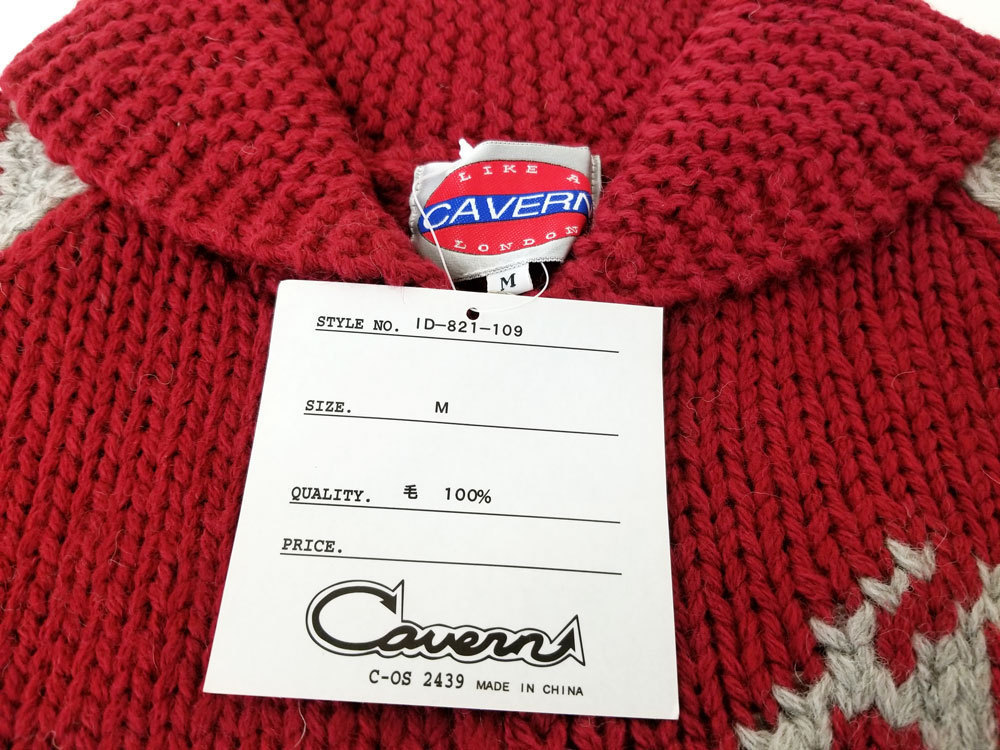 LIKE A
CAVERN
LONDON
M
STYLE NO. ID-821-109
SIZE. M
QUALITY. 毛 100%
PRICE.
Cavern
C-OS 2439 MADE IN CHINA